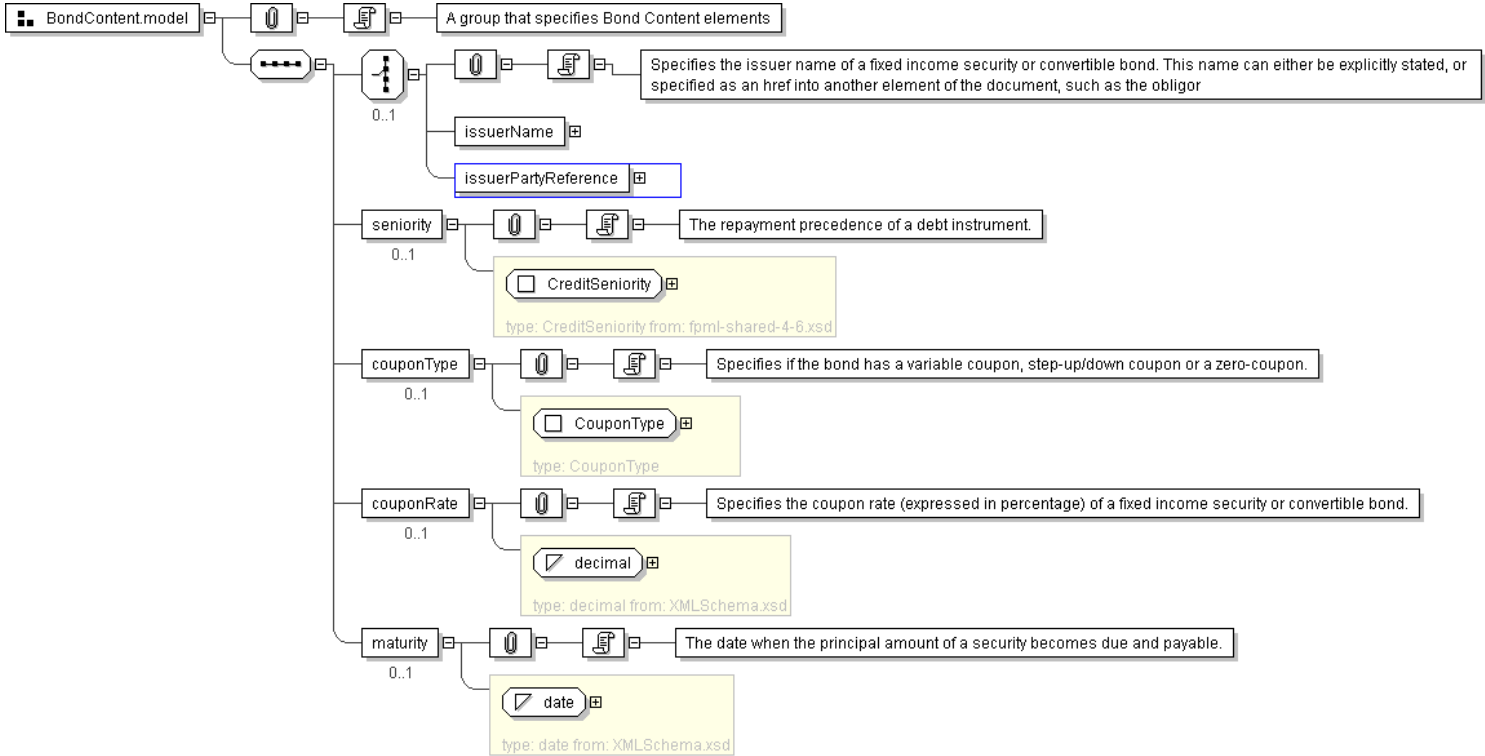 BondContent.model
A group that specifies Bond Content elements
0..1
Specifies the issuer name of a fixed income security or convertible bond. This name can either be explicitly stated, or
specified as an href into another element of the document, such as the obligor
issuerName
issuerPartyReference
seniority
0..1
The repayment precedence of a debt instrument.
CreditSeniority
type: CreditSeniority from: fpml-shared-4-6.xsd
couponType
0..1
Specifies if the bond has a variable coupon, step-up/down coupon or a zero-coupon.
CouponType
type: CouponType
couponRate
0..1
Specifies the coupon rate (expressed in percentage) of a fixed income security or convertible bond.
decimal
type: decimal from: XMLSchema.xsd
maturity
0..1
The date when the principal amount of a security becomes due and payable.
date
type: date from: XMLSchema.xsd